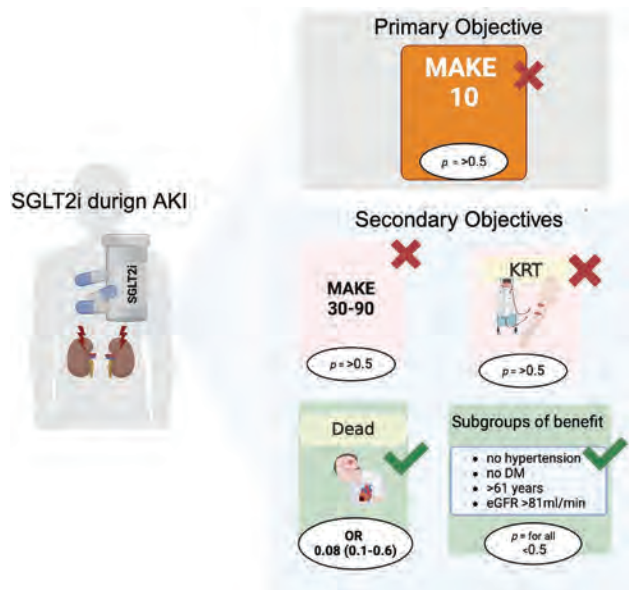 Primary Objective
MAKE
10
p = >0.5
SGLT2i durign AKI
SGLT2i
Secondary Objectives
MAKE
30-90
p = >0.5
KRT
p = >0.5
Dead
OR
0.08 (0.1-0.6)
Subgroups of benefit
• no hypertension
• no DM
• >61 years
• eGFR >81ml/min
p = for all
<0.5